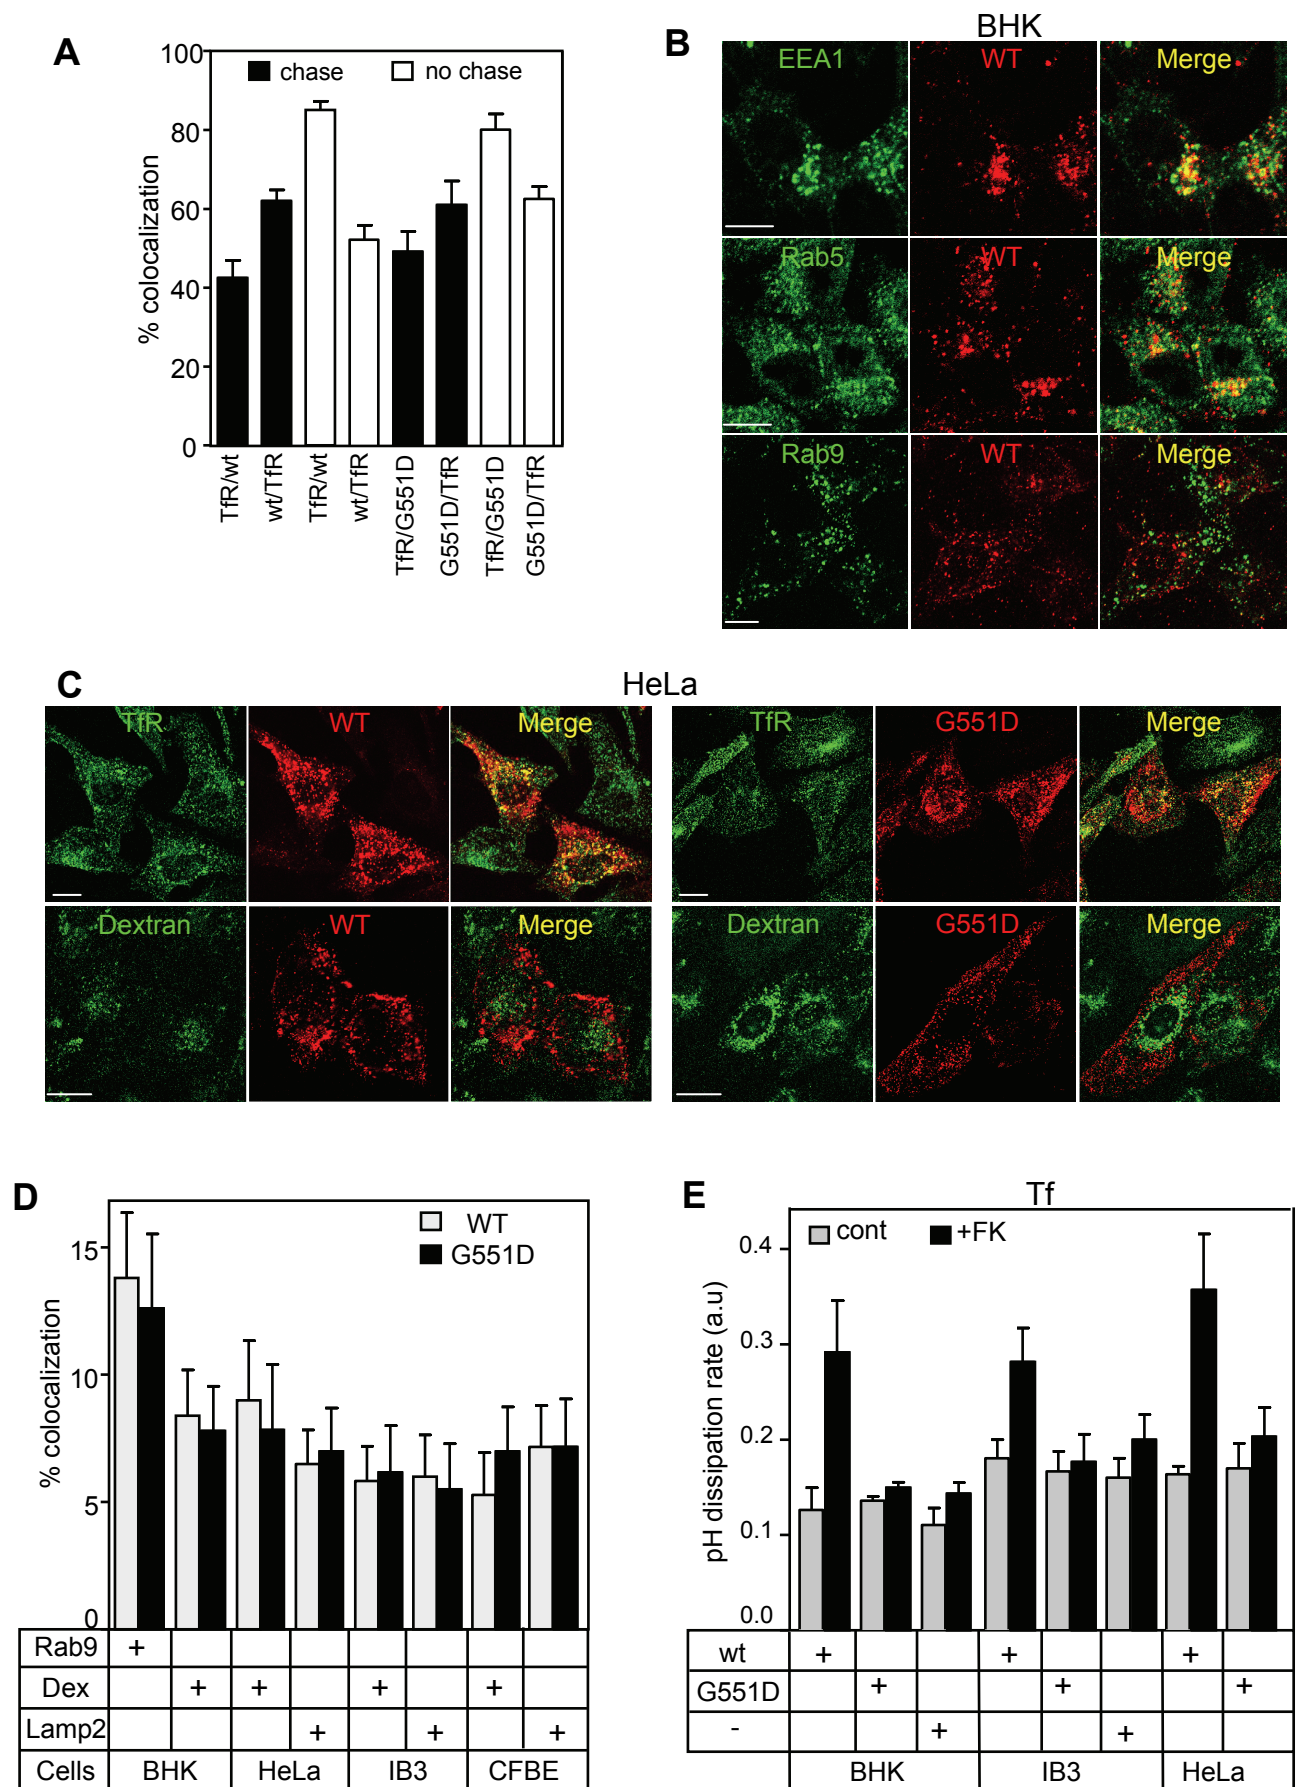 A
100
80
60
40
20
0
% colocalization
chase
no chase
TfR/wt
wt/TfR
TfR/wt
wt/TfR
TfR/G551D
G551D/TfR
TfR/G551D
G551D/TfR
B
BHK
EEA1 WT Merge
Rab5 WT Merge
Rab9 WT Merge
C
HeLa
TfR WT Merge TfR G551D Merge
Dextran WT Merge Dextran G551D Merge
D
WT
G551D
15
10
5
0
% colocalization
Rab9 +
Dex + + + +
Lamp2 + + +
Cells BHK HeLa IB3 CFBE
E
Tf
cont +FK
0.4
0.3
0.2
0.1
0.0
pH dissipation rate (a.u)
wt + + +
G551D + + +
- + +
BHK IB3 HeLa